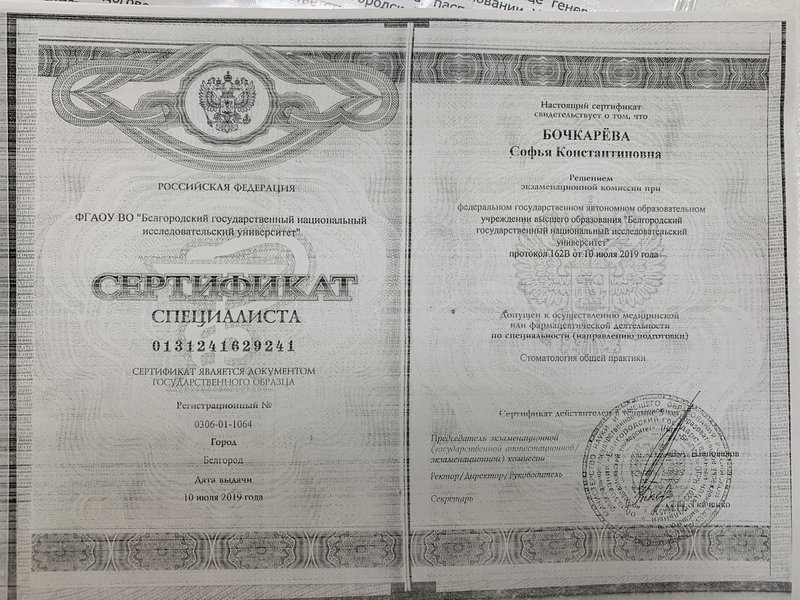 РОССИЙСКАЯ ФЕДЕРАЦИЯ
ФГАОУ ВО "Белгородский государственный национальный
исследовательский университет"
СЕРТИФИКАТ
СПЕЦИАЛИСТА
0131241629241
СЕРТИФИКАТ ЯВЛЯЕТСЯ ДОКУМЕНТОМ
ГОСУДАРСТВЕННОГО ОБРАЗЦА
Регистрационный №
0306-01-1064
Город
Белгород
Дата выдачи
10 июля 2019 года
Настоящий сертификат
свидетельствует о том, что
БОЧКАРЁВА
Софья Константиновна
Решением
экзаменационной комиссии при
федеральном государственном автономном образовательном
учреждении высшего образования "Белгородский
государственный национальный исследовательский
университет"
протокол 162В от 10 июля 2019 года
Допущен к осуществлению медицинской
или фармацевтической деятельности
по специальности (направлению подготовки)
Стоматология общей практики
Сертификат действителен в течение 5 лет
Председатель экзаменационной
(государственной аттестационной)
экзаменационной) комиссии
Ректор/Директор/Руководитель
Секретарь